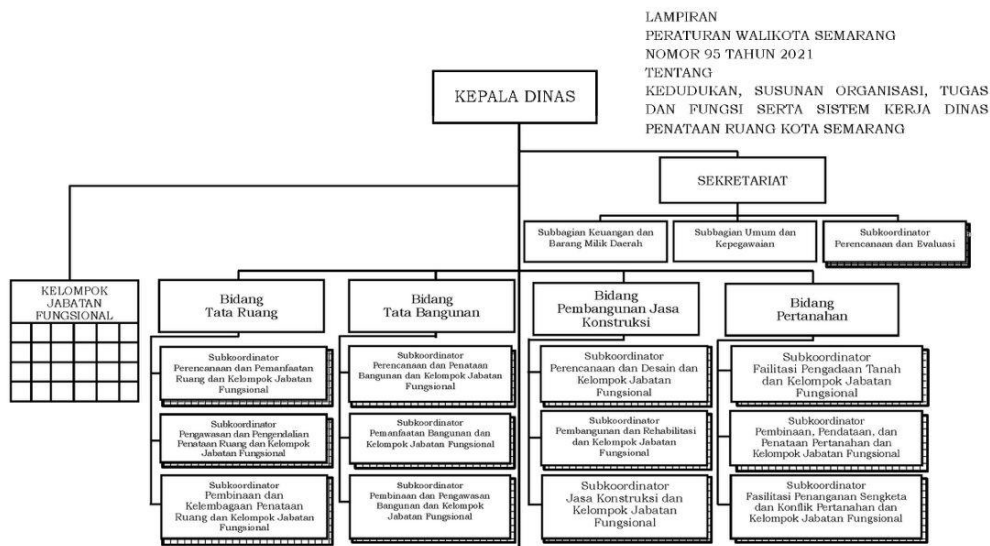 LAMPIRAN
PERATURAN WALIKOTA SEMARANG
NOMOR 95 TAHUN 2021
TENTANG
KEDUDUKAN, SUSUNAN ORGANISASI, TUGAS
DAN FUNGSI SERTA SISTEM KERJA DINAS
PENATAAN RUANG KOTA SEMARANG
KEPALA DINAS
SEKRETARIAT
Subbagian Keuangan dan
Barang Milik Daerah
Subbagian Umum dan
Kepegawaian
Subkoordinator
Perencanaan dan Evaluasi
KELOMPOK
JABATAN
FUNGSIONAL
Bidang
Tata Ruang
Subkoordinator
Perencanaan dan Pemanfaatan
Ruang dan Kelompok Jabatan
Fungsional
Subkoordinator
Pengawasan dan Pengendalian
Penataan Ruang dan Kelompok
Jabatan Fungsional
Subkoordinator
Pembinaan dan
Kelembagaan Penataan
Ruang dan Kelompok Jabatan
Fungsional
Bidang
Tata Bangunan
Subkoordinator
Perencanaan dan Penataan
Bangunan dan Kelompok Jabatan
Fungsional
Subkoordinator
Pemanfaatan Bangunan dan
Kelompok Jabatan Fungsional
Subkoordinator
Pembinaan dan Pengawasan
Bangunan dan Kelompok
Jabatan Fungsional
Bidang
Pembangunan Jasa
Konstruksi
Subkoordinator
Perencanaan dan Desain dan
Kelompok Jabatan
Fungsional
Subkoordinator
Pembangunan dan Rehabilitasi
dan Kelompok Jabatan
Fungsional
Subkoordinator
Jasa Konstruksi dan
Kelompok Jabatan
Fungsional
Bidang
Pertanahan
Subkoordinator
Failitasi Pengadaan Tanah
dan Kelompok Jabatan
Fungsional
Subkoordinator
Pembinaan, Pendataan, dan
Penataan Pertanahan dan
Kelompok Jabatan Fungsional
Subkoordinator
Fasilitasi Penanganan Sengketa
dan Konflik Pertanahan dan
Kelompok Jabatan Fungsional